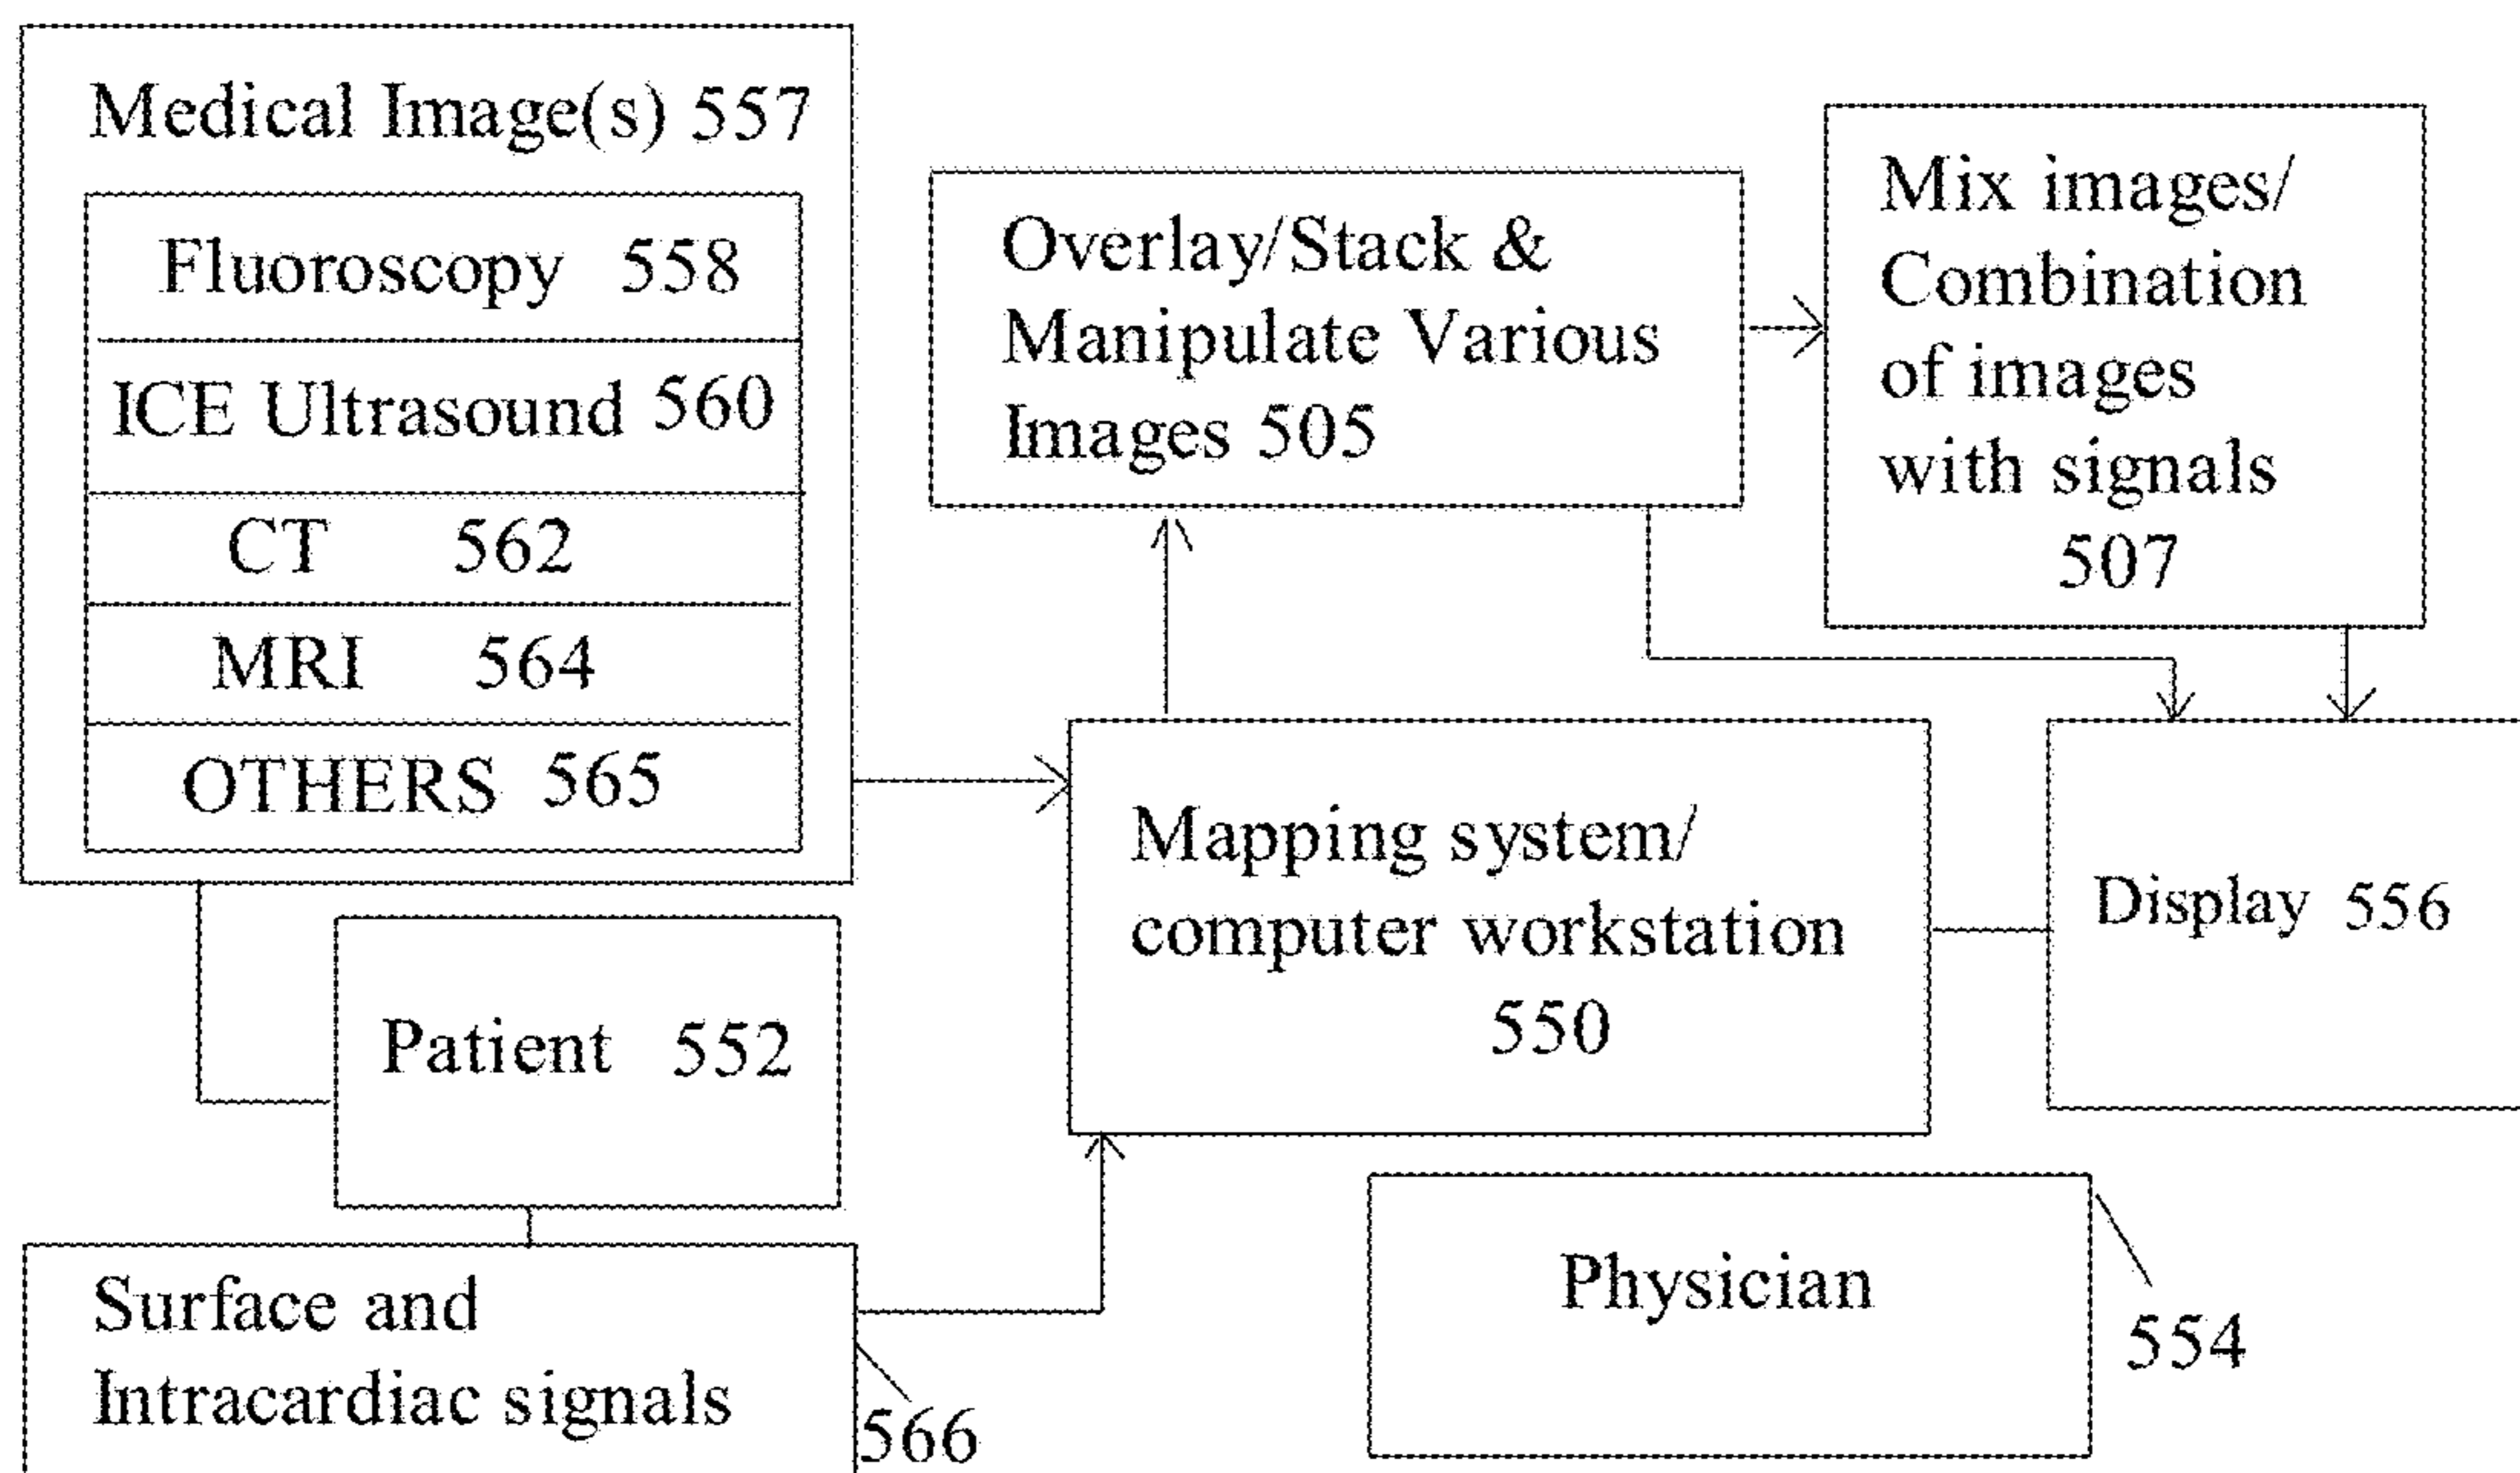 Medical Image(s) 557
Fluoroscopy 558
ICE Ultrasound 560
CT 562
MRI 564
OTHERS 565
Overlay/Stack &
Manipulate Various
Images 505
Mix images/
Combination
of images
with signals
507
Mapping system/
computer workstation
550
Display 556
Patient 552
Surface and
Intracardiac signals
566
Physician
554